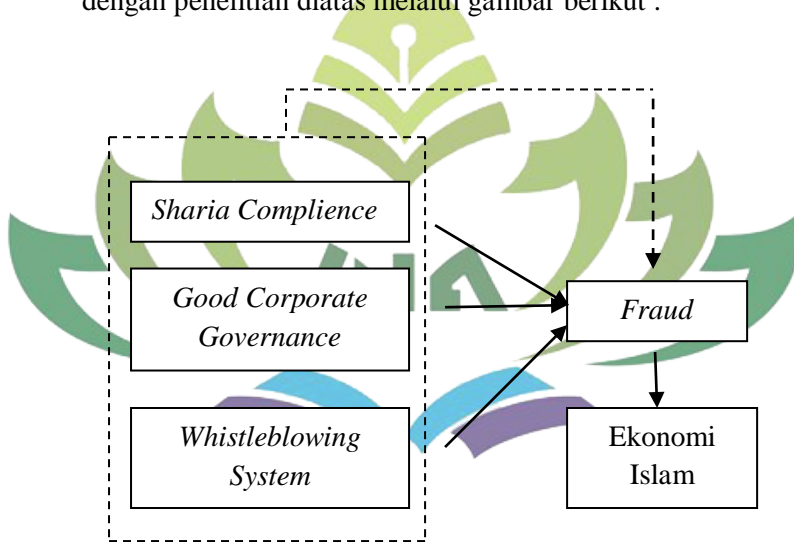 dengan penelitian diatas melalui gambar berikut :
Sharia Complience
Good Corporate
Governance
Whistleblowing
System
Fraud
Ekonomi
Islam